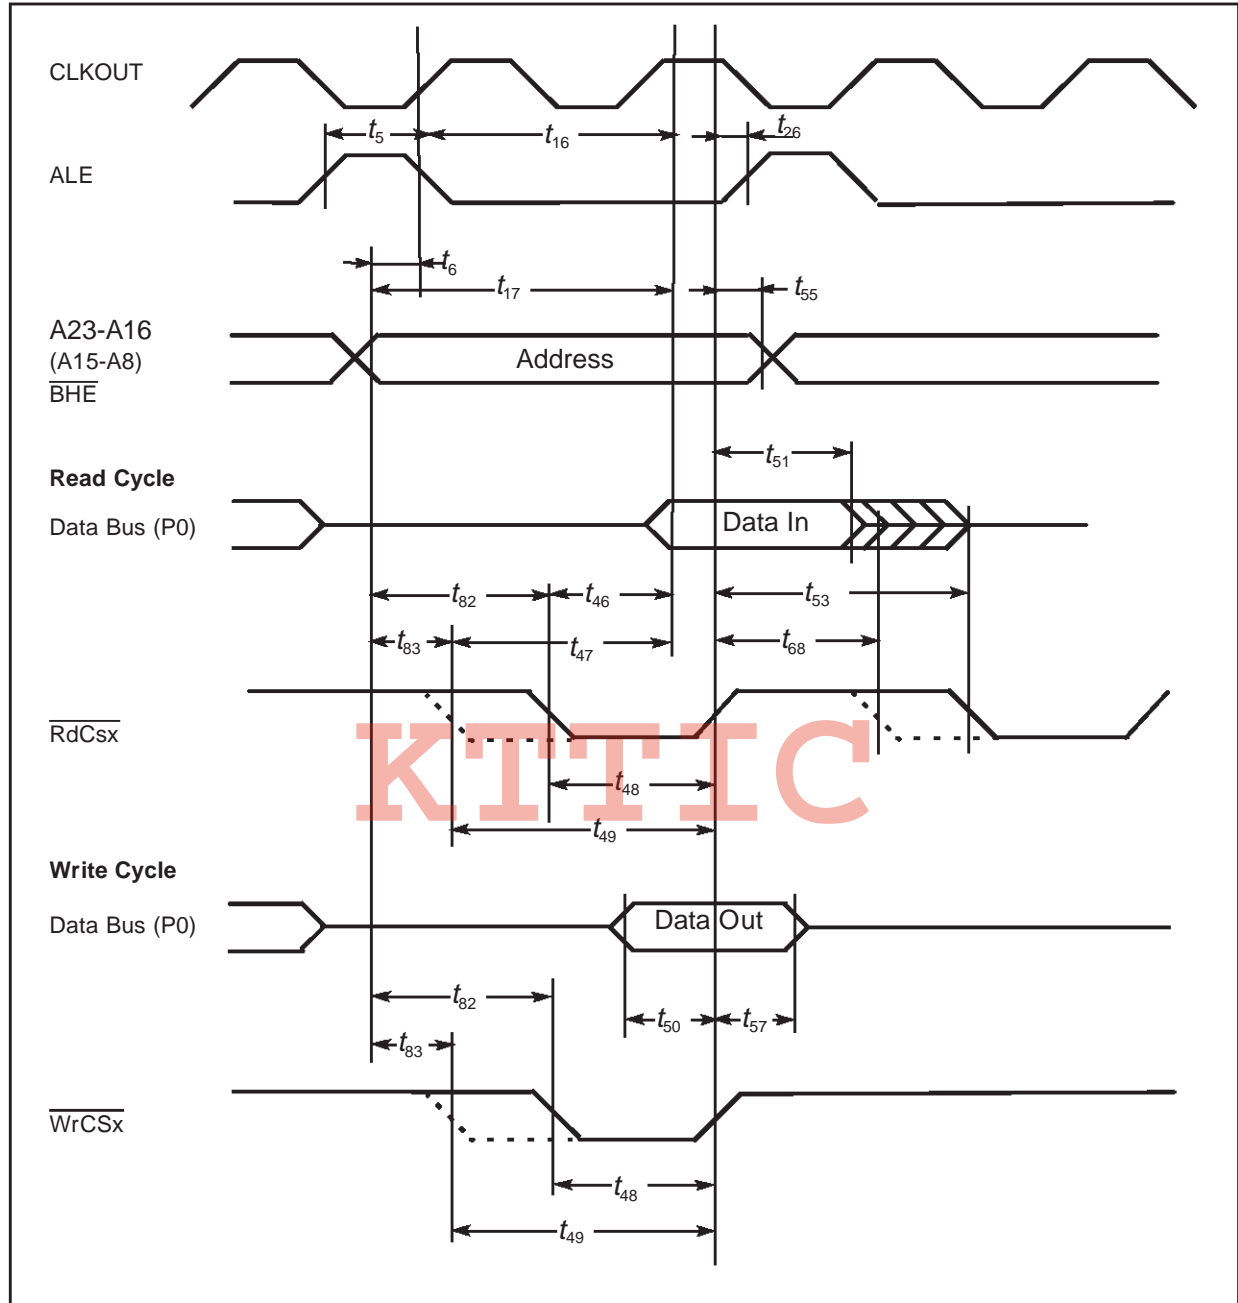 CLKOUT
t5 t16 t26
ALE
t6
t17 t55
A23-A16
(A15-A8)
BHE
Address
t51
Read Cycle
Data Bus (P0)
Data In
t82 t46 t53
t83 t47 t68
RdCsx
KTTIC
t48
t49
Write Cycle
Data Bus (P0)
Data Out
t82 t50 t57
t83
WrCSx
t48
t49